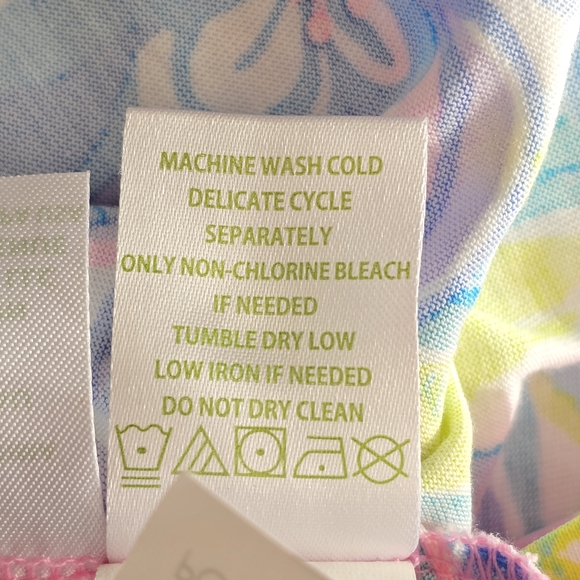 MACHINE WASH COLD
DELICATE CYCLE
SEPARATELY
ONLY NON-CHLORINE BLEACH
IF NEEDED
TUMBLE DRY LOW
LOW IRON IF NEEDED
DO NOT DRY CLEAN